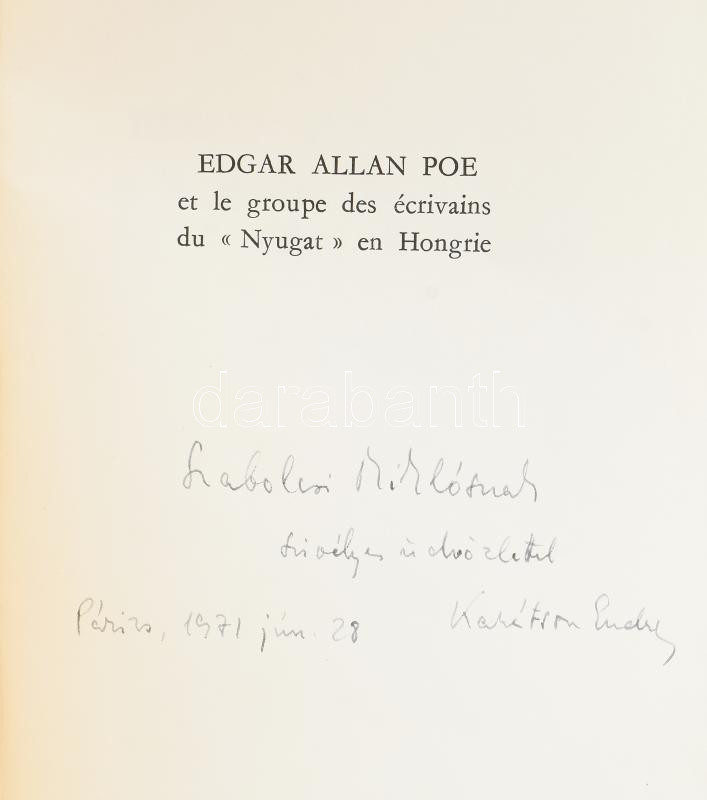 EDGAR ALLAN POE
et le groupe des écrivains
du « Nyugat » en Hongrie
darabanth
Szabolcsi Miklósnak
szívélyes üdvözlettel
Párizs, 1971 jún. 28
Karátson Endre